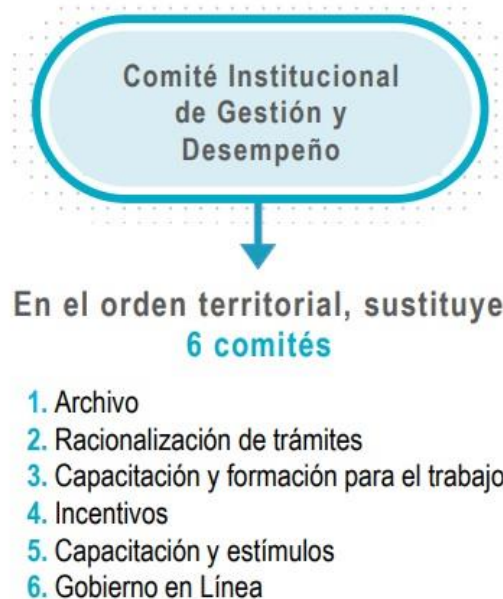 Comité Institucional
de Gestión y
Desempeño
En el orden territorial, sustituye
6 comités
1. Archivo
2. Racionalización de trámites
3. Capacitación y formación para el trabajo
4. Incentivos
5. Capacitación y estímulos
6. Gobierno en Línea